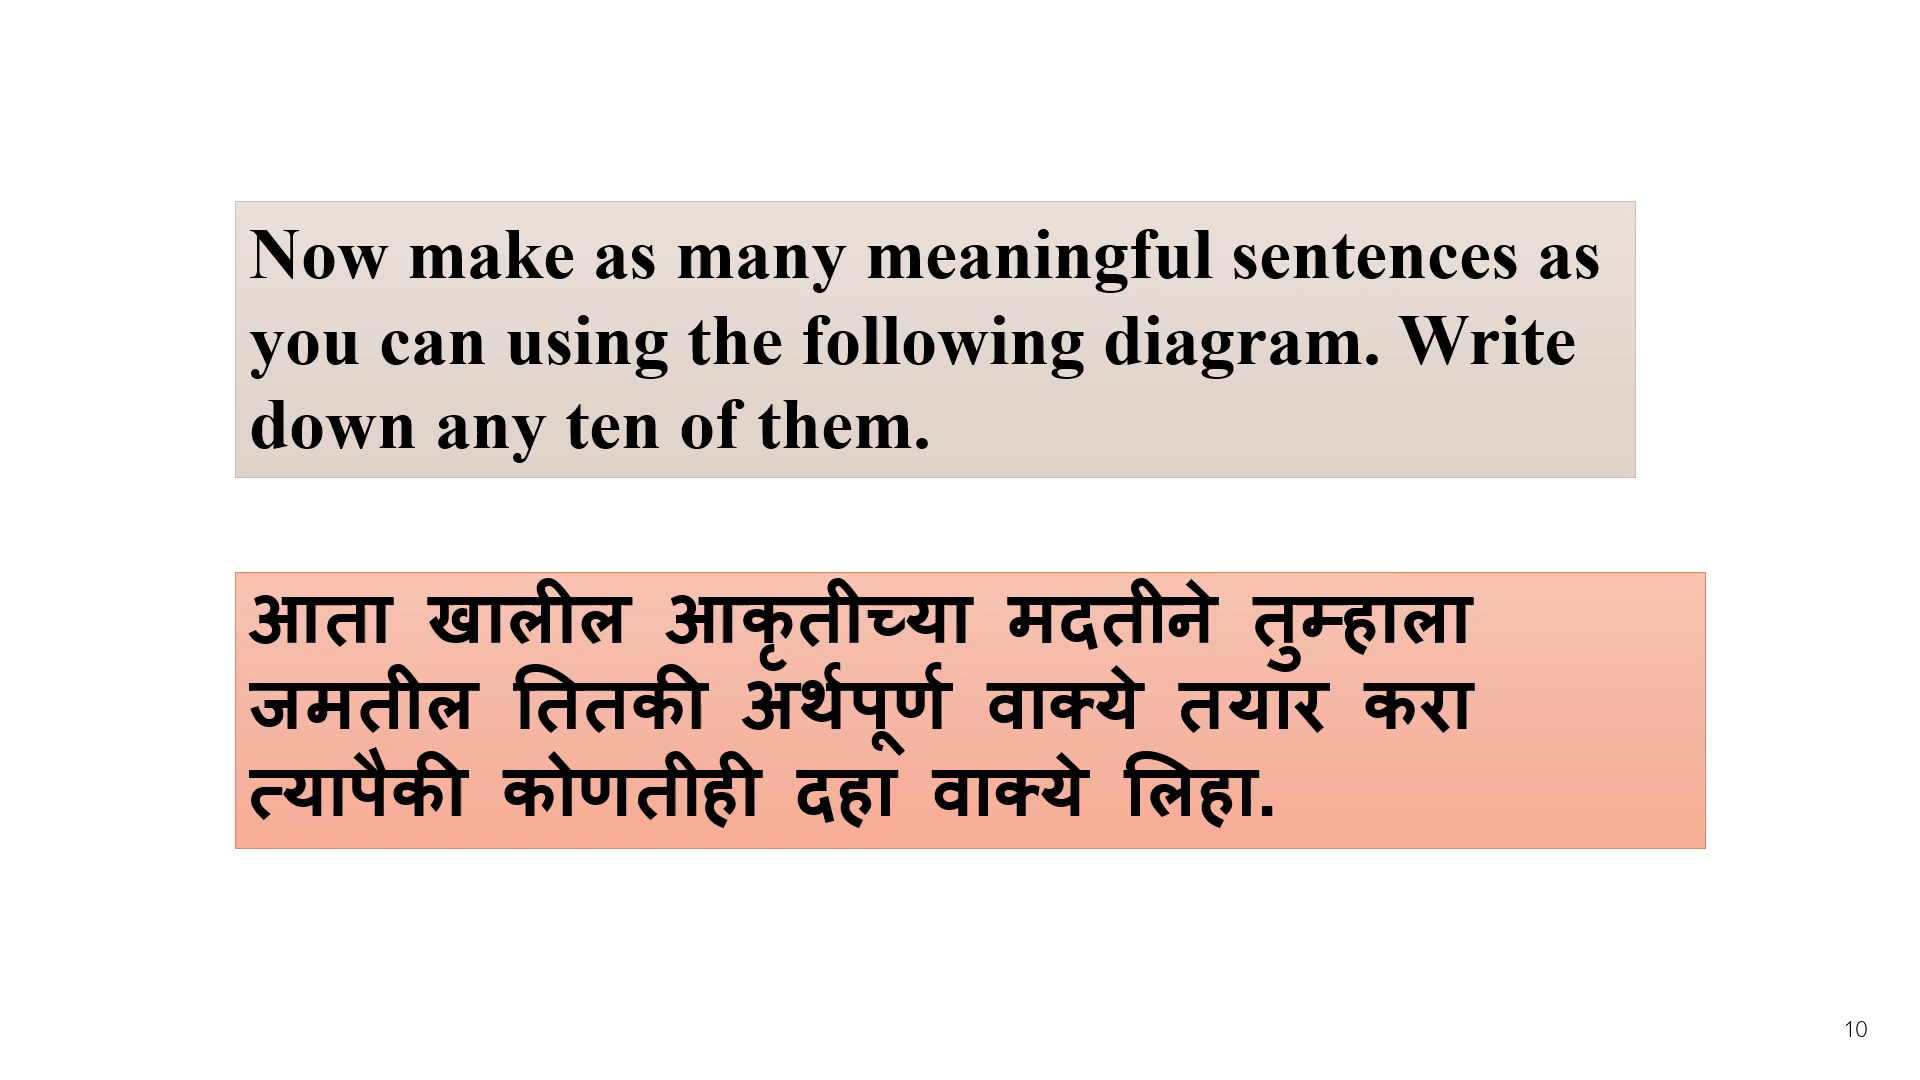 Now make as many meaningful sentences as
you can using the following diagram. Write
down any ten of them.
आता खालील आकृतीच्या मदतीने तुम्हाला
जमतील तितकी अर्थपूर्ण वाक्ये तयार करा
त्यापैकी कोणतीही दहा वाक्ये लिहा.
10